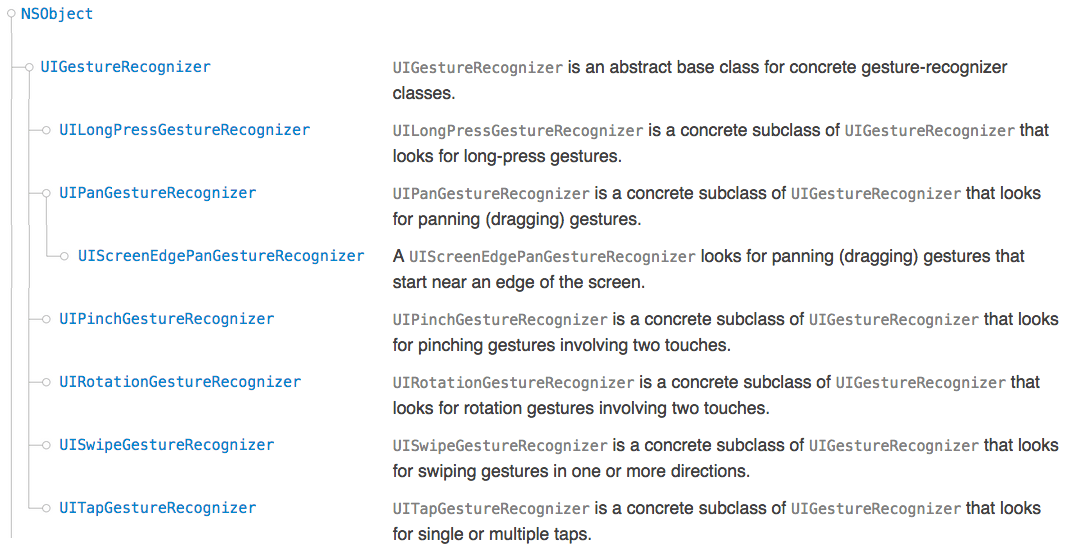 NSObject
UIGestureRecognizer UIGestureRecognizer is an abstract base class for concrete gesture-recognizer
classes.
UILongPressGestureRecognizer UILongPressGestureRecognizer is a concrete subclass of UIGestureRecognizer that
looks for long-press gestures.
UIPanGestureRecognizer UIPanGestureRecognizer is a concrete subclass of UIGestureRecognizer that looks
for panning (dragging) gestures.
UIScreenEdgePanGestureRecognizer A UIScreenEdgePanGestureRecognizer looks for panning (dragging) gestures that
start near an edge of the screen.
UIPinchGestureRecognizer UIPinchGestureRecognizer is a concrete subclass of UIGestureRecognizer that looks
for pinching gestures involving two touches.
UIRotationGestureRecognizer UIRotationGestureRecognizer is a concrete subclass of UIGestureRecognizer that
looks for rotation gestures involving two touches.
UISwipeGestureRecognizer UISwipeGestureRecognizer is a concrete subclass of UIGestureRecognizer that looks
for swiping gestures in one or more directions.
UITapGestureRecognizer UITapGestureRecognizer is a concrete subclass of UIGestureRecognizer that looks
for single or multiple taps.